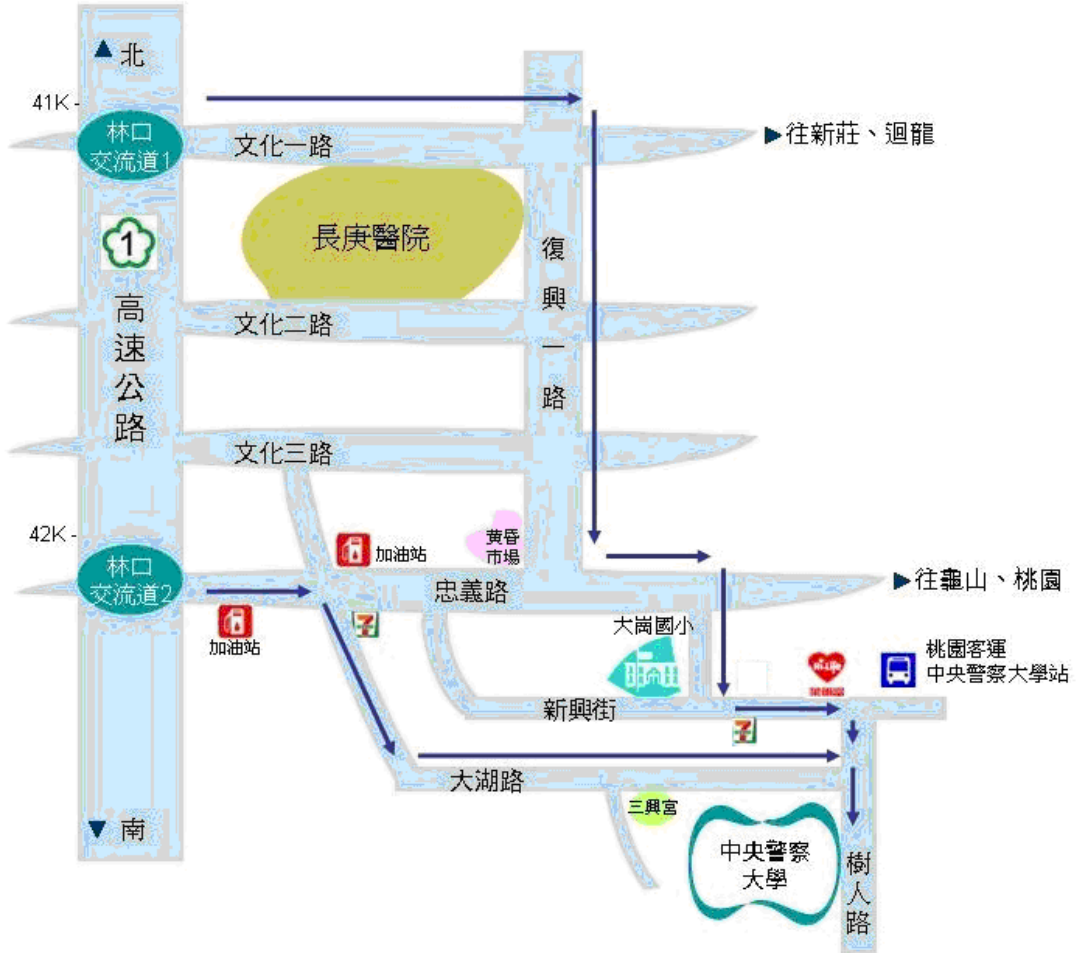 北
41K
林口
交流道1
文化一路
往新莊、迴龍
1
長庚醫院
復興一路
高速公路
文化二路
文化三路
42K
林口
交流道2
加油站
黃昏
市場
忠義路
往龜山、桃園
加油站
7
大崗國小
Hi-Life
桃園客運
中央警察大學站
新興街
7
大湖路
三興宮
南
中央警察
大學
樹人路